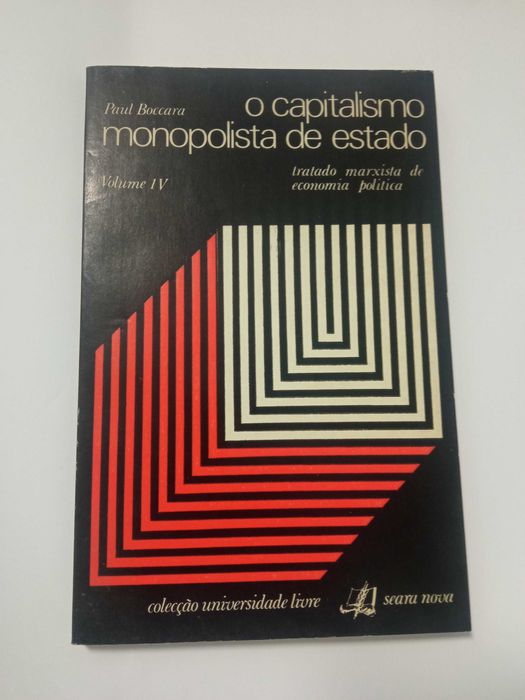 Paul Boccara
o capitalismo
monopolista de estado
Volume IV
tratado marxista de
economia política
colecção universidade livre
seara nova